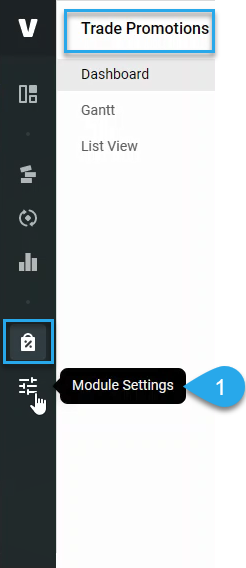 V
Trade Promotions
Dashboard
Gantt
List View
Module Settings
1